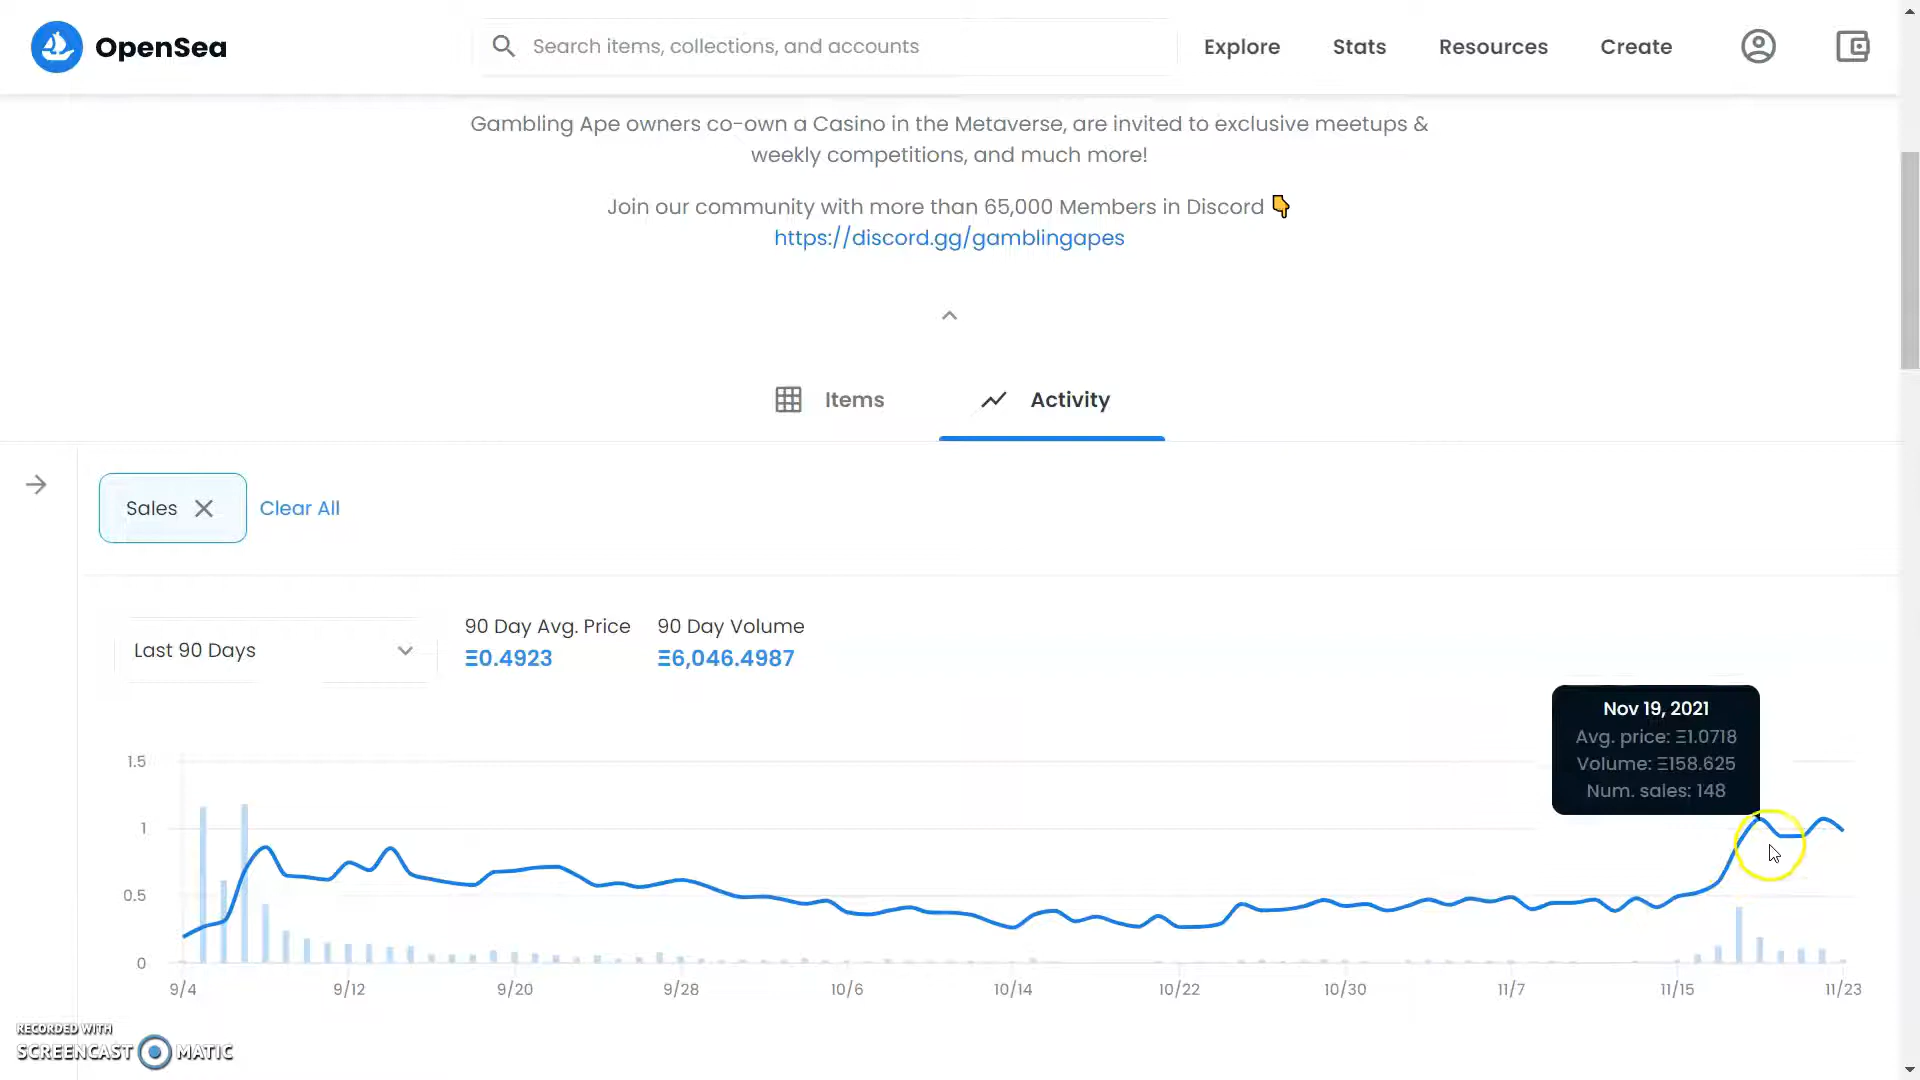 OpenSea
Search items, collections, and accounts
Explore
Stats
Resources
Create
Gambling Ape owners co-own a Casino in the Metaverse, are invited to exclusive meetups &
weekly competitions, and much more!
Join our community with more than 65,000 Members in Discord 👇
https://discord.gg/gamblingapes
Items
Activity
Sales
Clear All
Last 90 Days
90 Day Avg. Price
Ξ0.4923
90 Day Volume
Ξ6,046.4987
Nov 19, 2021
Avg. price: Ξ1.0718
Volume: Ξ158.625
Num. sales: 148
1.5
1
0.5
0
9/4
9/12
9/20
9/28
10/6
10/14
10/22
10/30
11/7
11/15
11/23
RECORDED WITH
SCREENCAST MATIC